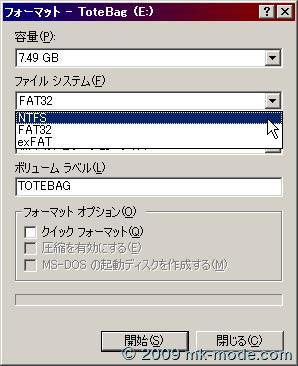 フォーマット - ToteBag (E:)
容量(P):
7.49 GB
ファイル システム(F)
FAT32
NTFS
FAT32
exFAT
ボリューム ラベル(L)
TOTEBAG
フォーマット オプション(O)
クイック フォーマット(Q)
圧縮を有効にする(E)
MS-DOS の起動ディスクを作成する(M)
開始(S)
閉じる(C)
© 2009 mk-mode.com